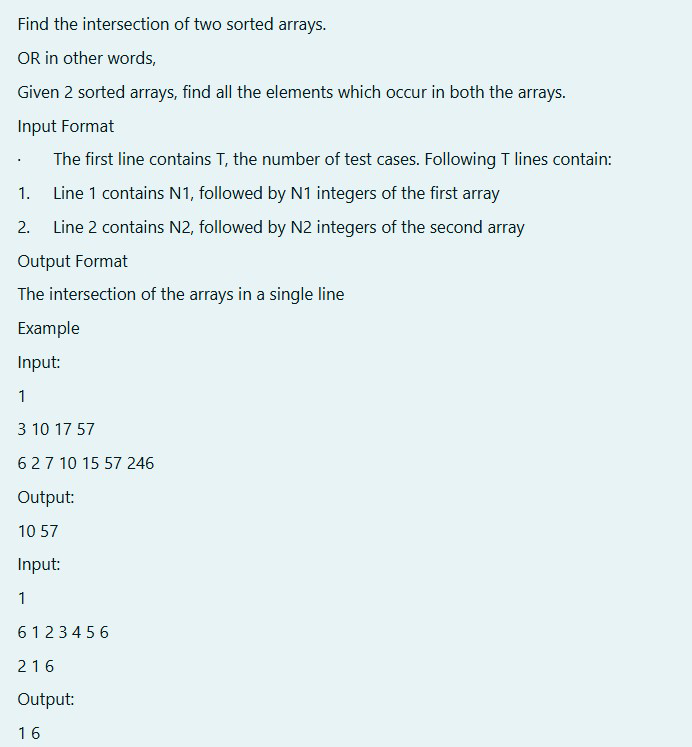 Find the intersection of two sorted arrays.
OR in other words,
Given 2 sorted arrays, find all the elements which occur in both the arrays.
Input Format
· The first line contains T, the number of test cases. Following T lines contain:
1. Line 1 contains N1, followed by N1 integers of the first array
2. Line 2 contains N2, followed by N2 integers of the second array
Output Format
The intersection of the arrays in a single line
Example
Input:
1
3 10 17 57
6 2 7 10 15 57 246
Output:
10 57
Input:
1
6 1 2 3 4 5 6
2 1 6
Output:
1 6